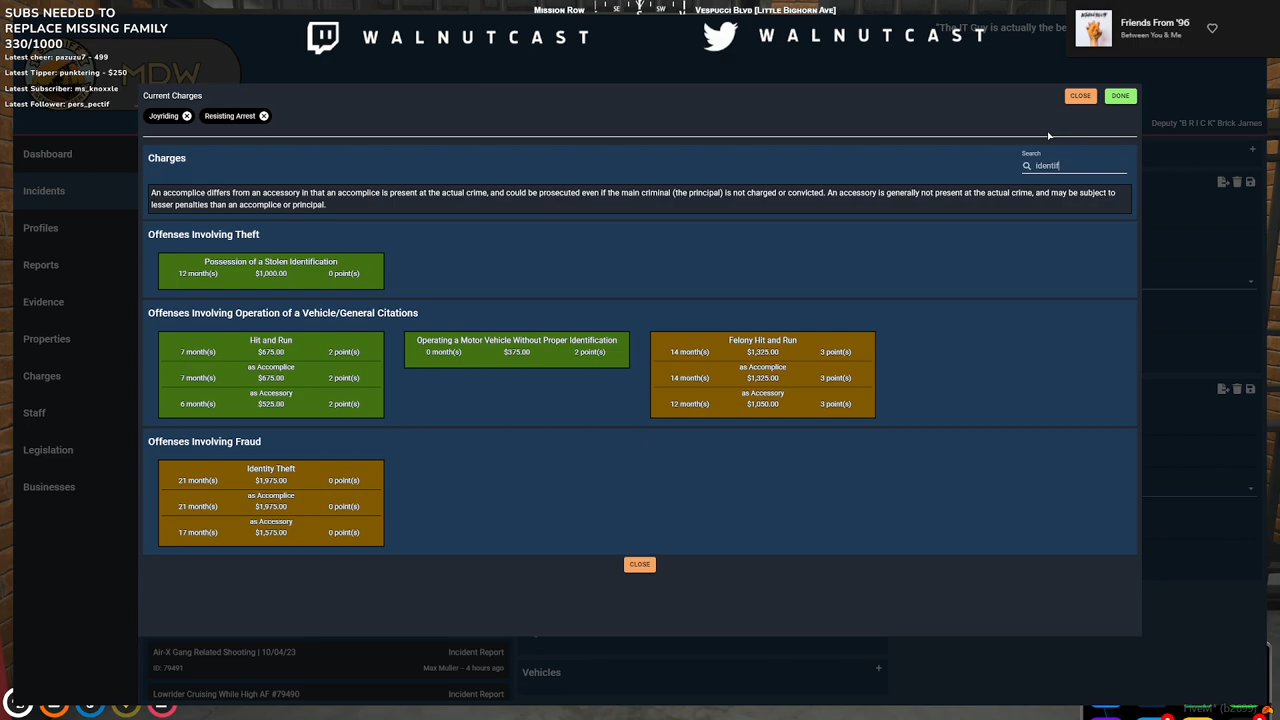 SUBS NEEDED TO
REPLACE MISSING FAMILY
330/1000
Latest cheer: pazuzu7 - 499
Latest Tipper: punktering - $250
Latest Subscriber: ms_knoxxle
Latest Follower: pers_pectif
MISSION ROW
SE
SW
VESPUCCI BLVD [LITTLE BIGHORN AVE]
WALNUTCAST
WALNUTCAST
"The IT Guy is actually the be
Friends From '96
Between You & Me
MDW
Deputy "B R I C K" Brick James
Dashboard
Incidents
Profiles
Reports
Evidence
Properties
Charges
Staff
Legislation
Businesses
Current Charges
CLOSE
DONE
Joyriding
Resisting Arrest
Charges
Search
identif
An accomplice differs from an accessory in that an accomplice is present at the actual crime, and could be prosecuted even if the main criminal (the principal) is not charged or convicted. An accessory is generally not present at the actual crime, and may be subject to
lesser penalties than an accomplice or principal.
Offenses Involving Theft
Possession of a Stolen Identification
12 month(s) $1,000.00 0 point(s)
Offenses Involving Operation of a Vehicle/General Citations
Hit and Run
7 month(s) $675.00 2 point(s)
as Accomplice
7 month(s) $675.00 2 point(s)
as Accessory
6 month(s) $525.00 2 point(s)
Operating a Motor Vehicle Without Proper Identification
0 month(s) $375.00 2 point(s)
Felony Hit and Run
14 month(s) $1,325.00 3 point(s)
as Accomplice
14 month(s) $1,325.00 3 point(s)
as Accessory
12 month(s) $1,050.00 3 point(s)
Offenses Involving Fraud
Identity Theft
21 month(s) $1,975.00 0 point(s)
as Accomplice
21 month(s) $1,975.00 0 point(s)
as Accessory
17 month(s) $1,575.00 0 point(s)
CLOSE
Air-X Gang Related Shooting | 10/04/23 Incident Report
ID: 79491 Max Muller – 4 hours ago
Lowrider Cruising While High AF #79490 Incident Report
Vehicles
FiveM (b2699)